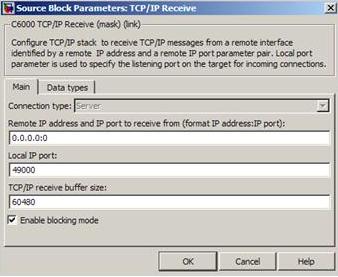 Source Block Parameters: TCP/IP Receive
C6000 TCP/IP Receive (mask) (link)
Configure TCP/IP stack to receive TCP/IP messages from a remote interface
identified by a remote IP address and a remote IP port parameter pair. Local port
parameter is used to specify the listening port on the target for incoming connections.
Main Data types
Connection type: Server
Remote IP address and IP port to receive from (format IP address:IP port):
0.0.0.0:0
Local IP port:
49000
TCP/IP receive buffer size:
60480
Enable blocking mode
OK Cancel Help